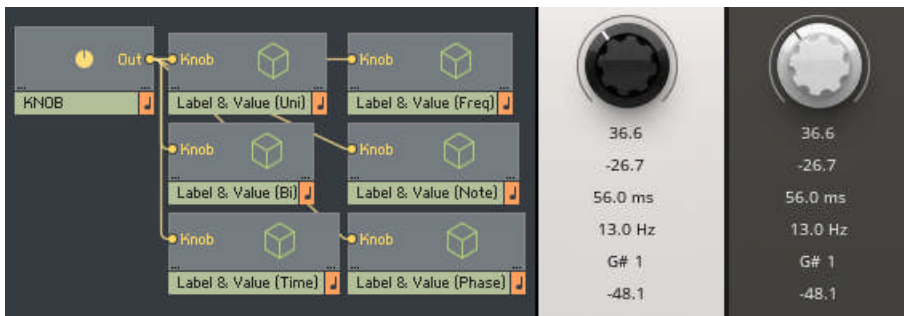 Out
Knob
Knob
KNOB
Label & Value (Uni)
Label & Value (Freq)
Knob
Knob
Label & Value (Bi)
Label & Value (Note)
Knob
Knob
Label & Value (Time)
Label & Value (Phase)
36.6
-26.7
56.0 ms
13.0 Hz
G# 1
-48.1
36.6
-26.7
56.0 ms
13.0 Hz
G# 1
-48.1